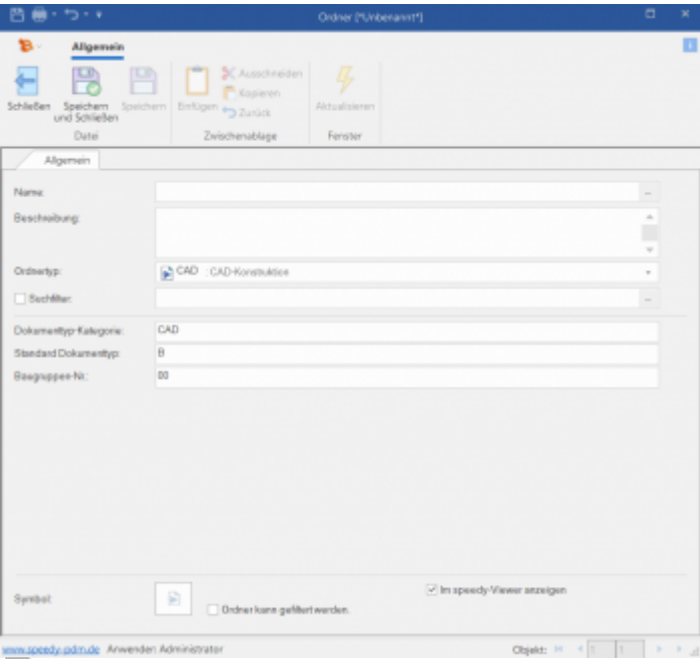 Ordner [*Unbenannt*]
Allgemein
Schließen
Speichern und Schließen
Speichern
Einfügen
Ausschneiden
Kopieren
Zurück
Aktualisieren
Datei
Zwischenablage
Fenster
Allgemein
Name:
Beschreibung:
Ordnertyp: CAD : CAD-Konstruktion
Suchfilter:
Dokumenttyp-Kategorie: CAD
Standard Dokumenttyp: B
Baugruppen-Nr.: 00
Symbol:
Im speedy-Viewer anzeigen
Ordner kann gefiltert werden.
www.speedy-pdm.de Anwender: Administrator
Objekt: 1 1